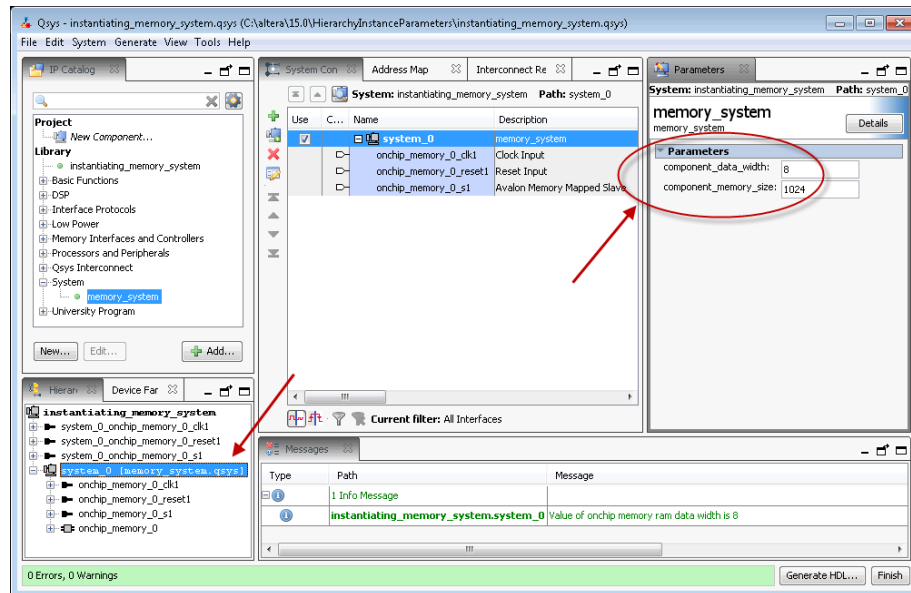 Qsys - instantiating_memory_system.qsys (C:\altera\15.0\HierarchyInstanceParameters\instantiating_memory_system.qsys)
File Edit System Generate View Tools Help
IP Catalog
Project
New Component...
Library
instantiating_memory_system
Basic Functions
DSP
Interface Protocols
Low Power
Memory Interfaces and Controllers
Processors and Peripherals
Qsys Interconnect
System
memory_system
University Program
New... Edit... Add...
Hierar Device Far
instantiating_memory_system
system_0_onchip_memory_0_clk1
system_0_onchip_memory_0_reset1
system_0_onchip_memory_0_s1
system_0 [memory_system.qsys]
onchip_memory_0_clk1
onchip_memory_0_reset1
onchip_memory_0_s1
onchip_memory_0
System Con Address Map Interconnect Re
System: instantiating_memory_system Path: system_0
Use C... Name Description
system_0 memory_system
onchip_memory_0_clk1 Clock Input
onchip_memory_0_reset1 Reset Input
onchip_memory_0_s1 Avalon Memory Mapped Slave
Current filter: All Interfaces
Parameters
System: instantiating_memory_system Path: system_0
memory_system
memory_system
Details
Parameters
component_data_width: 8
component_memory_size: 1024
Messages
Type Path Message
1 Info Message
instantiating_memory_system.system_0 Value of onchip memory ram data width is 8
0 Errors, 0 Warnings
Generate HDL... Finish